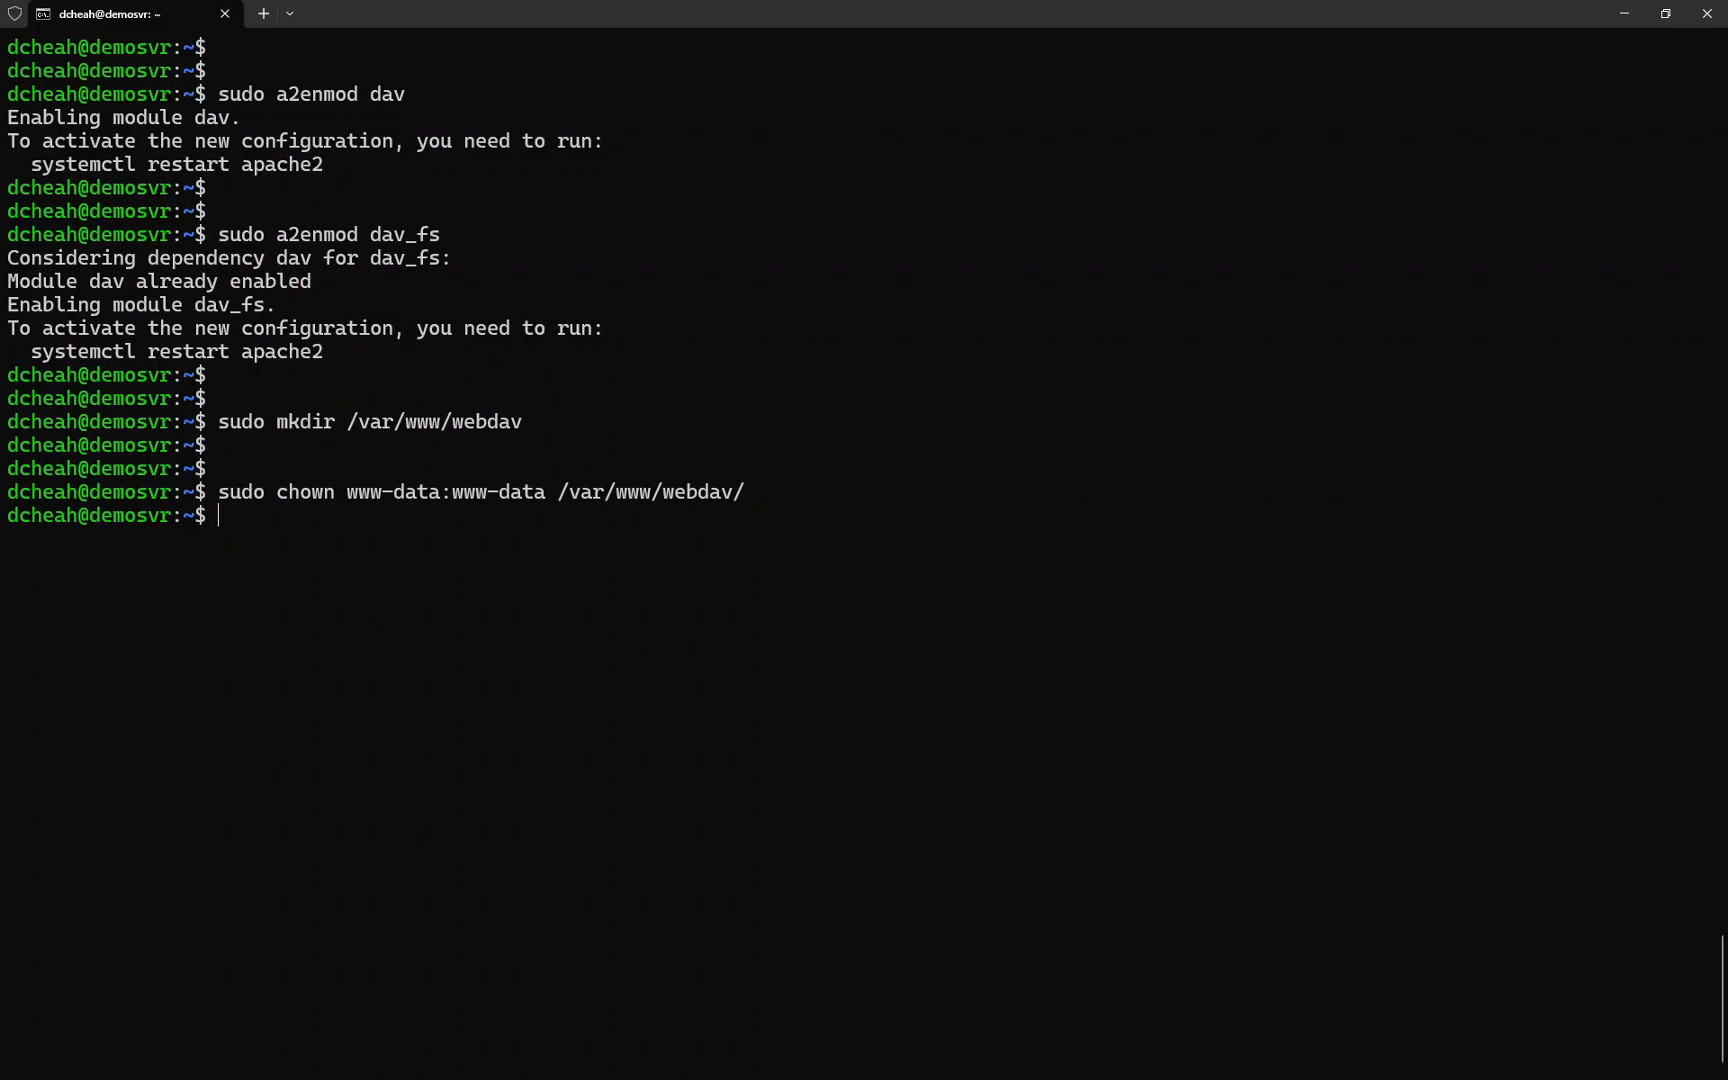 dcheah@demosvr: ~
dcheah@demosvr:~$
dcheah@demosvr:~$
dcheah@demosvr:~$ sudo a2enmod dav
Enabling module dav.
To activate the new configuration, you need to run:
  systemctl restart apache2
dcheah@demosvr:~$
dcheah@demosvr:~$
dcheah@demosvr:~$ sudo a2enmod dav_fs
Considering dependency dav for dav_fs:
Module dav already enabled
Enabling module dav_fs.
To activate the new configuration, you need to run:
  systemctl restart apache2
dcheah@demosvr:~$
dcheah@demosvr:~$
dcheah@demosvr:~$ sudo mkdir /var/www/webdav
dcheah@demosvr:~$
dcheah@demosvr:~$
dcheah@demosvr:~$ sudo chown www-data:www-data /var/www/webdav/
dcheah@demosvr:~$